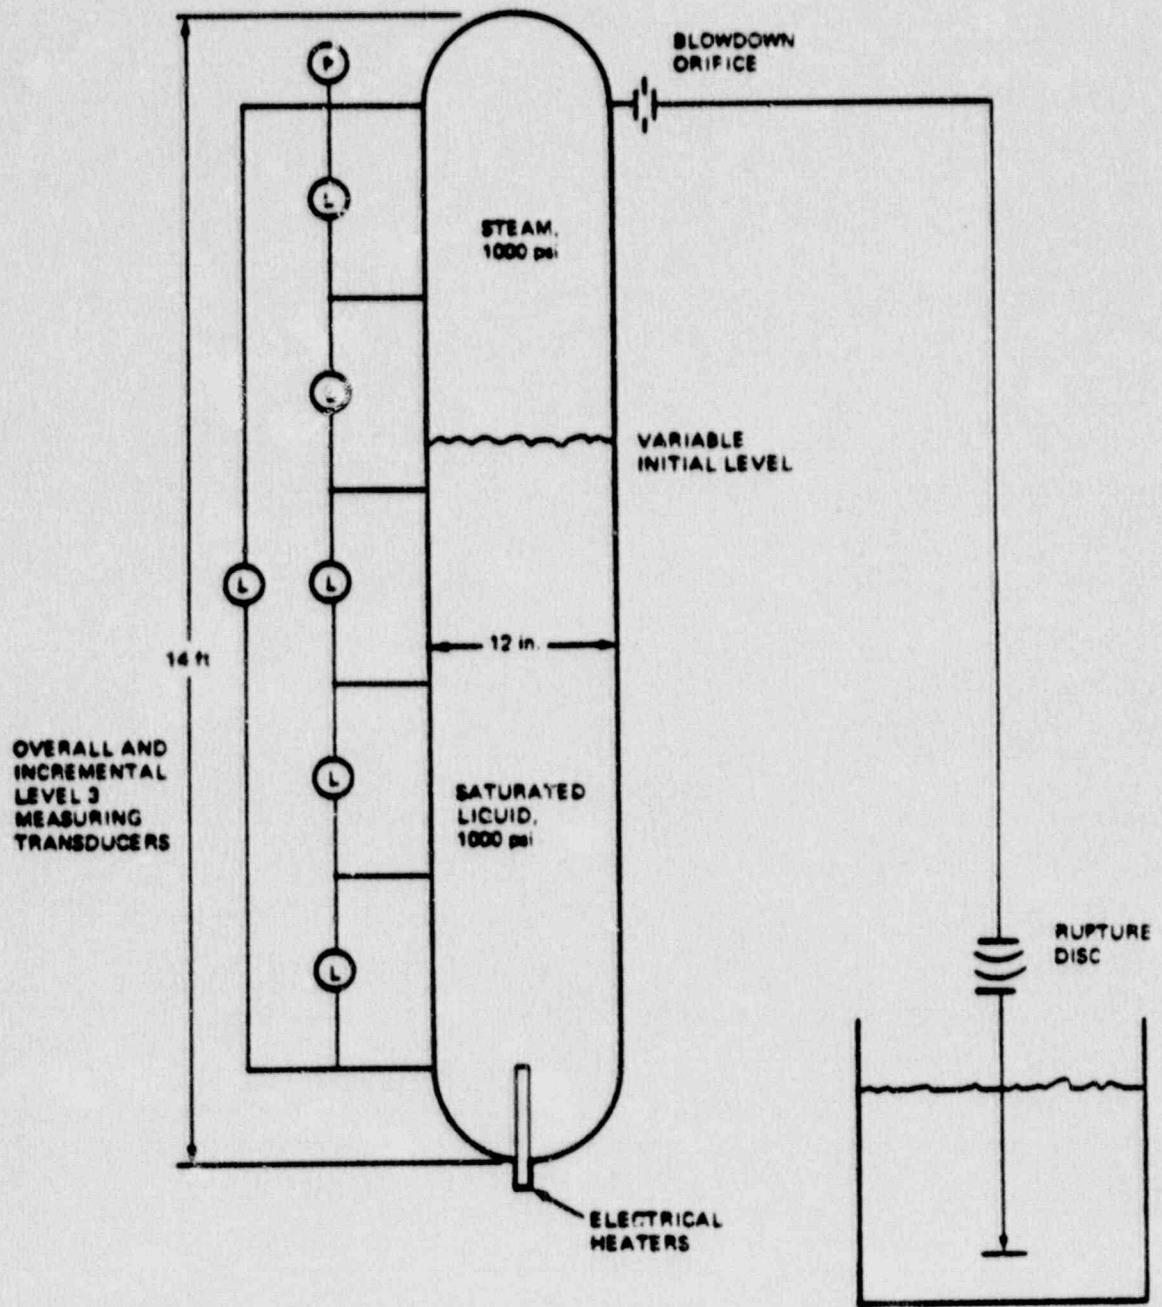 BLOWDOWN
ORIFICE
P
L
STEAM,
1000 psi
L
VARIABLE
INITIAL LEVEL
L
L
12 in.
14 ft
OVERALL AND
INCREMENTAL
LEVEL 3
MEASURING
TRANSDUCERS
L
SATURATED
LIQUID,
1000 psi
RUPTURE
DISC
L
ELECTRICAL
HEATERS